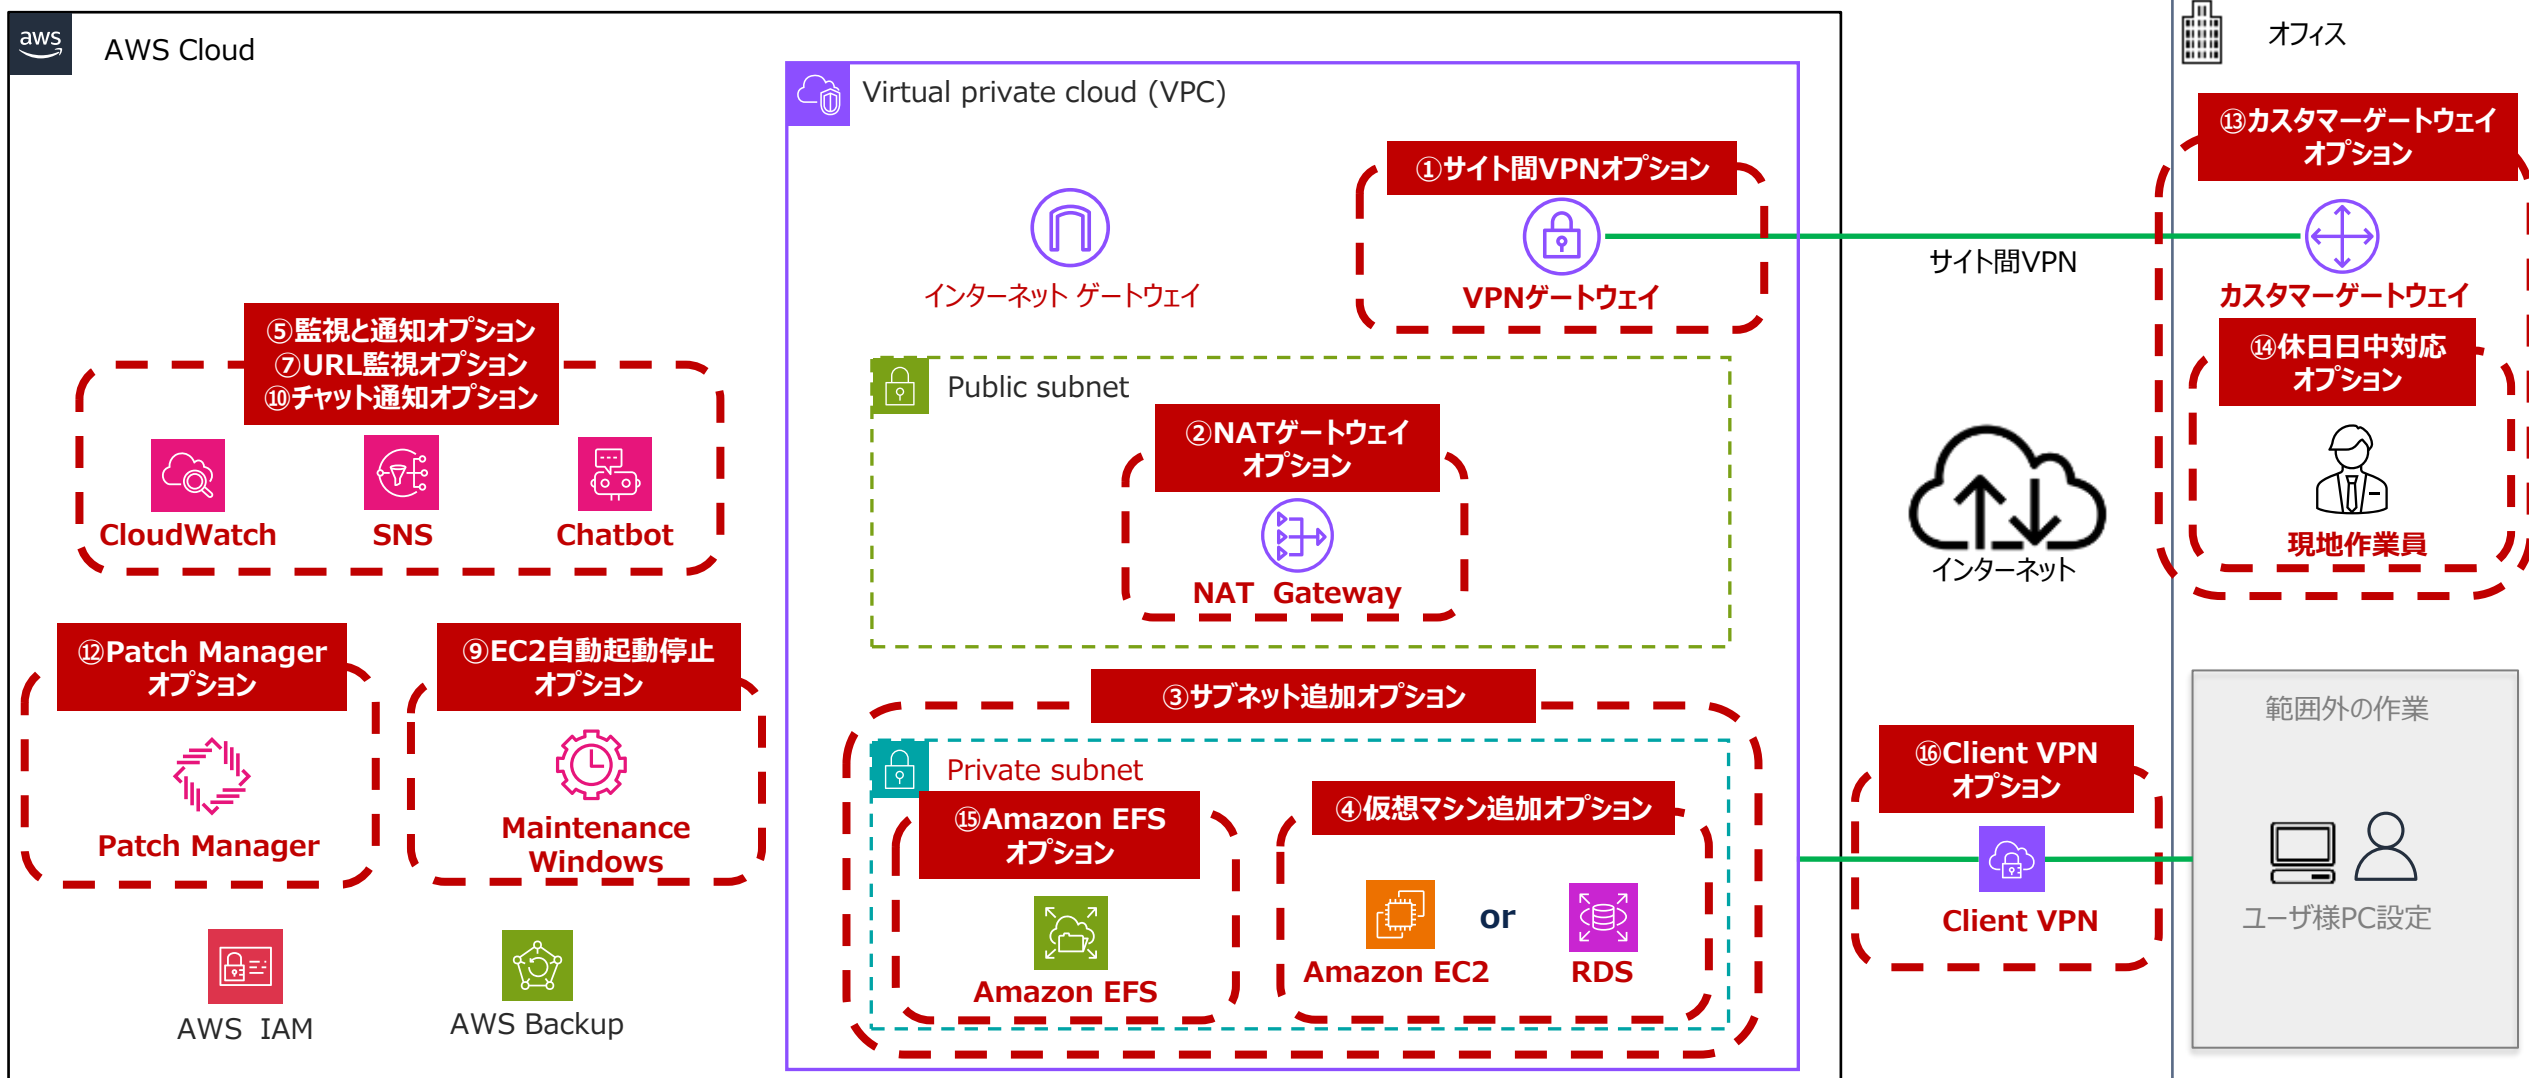 aws
AWS Cloud
Virtual private cloud (VPC)
オフィス
①サイト間VPNオプション
⑬カスタマーゲートウェイ
オプション
インターネット ゲートウェイ
VPNゲートウェイ
サイト間VPN
カスタマーゲートウェイ
⑤監視と通知オプション
⑦URL監視オプション
⑩チャット通知オプション
CloudWatch
SNS
Chatbot
Public subnet
②NATゲートウェイ
オプション
NAT Gateway
インターネット
⑭休日日中対応
オプション
現地作業員
⑫Patch Manager
オプション
Patch Manager
⑨EC2自動起動停止
オプション
Maintenance
Windows
③サブネット追加オプション
Private subnet
⑮Amazon EFS
オプション
Amazon EFS
④仮想マシン追加オプション
Amazon EC2
or
RDS
⑯Client VPN
オプション
Client VPN
範囲外の作業
ユーザ様PC設定
AWS IAM
AWS Backup